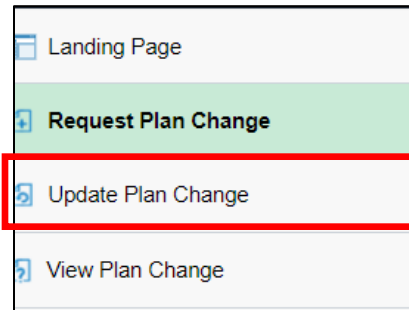 Landing Page
Request Plan Change
Update Plan Change
View Plan Change